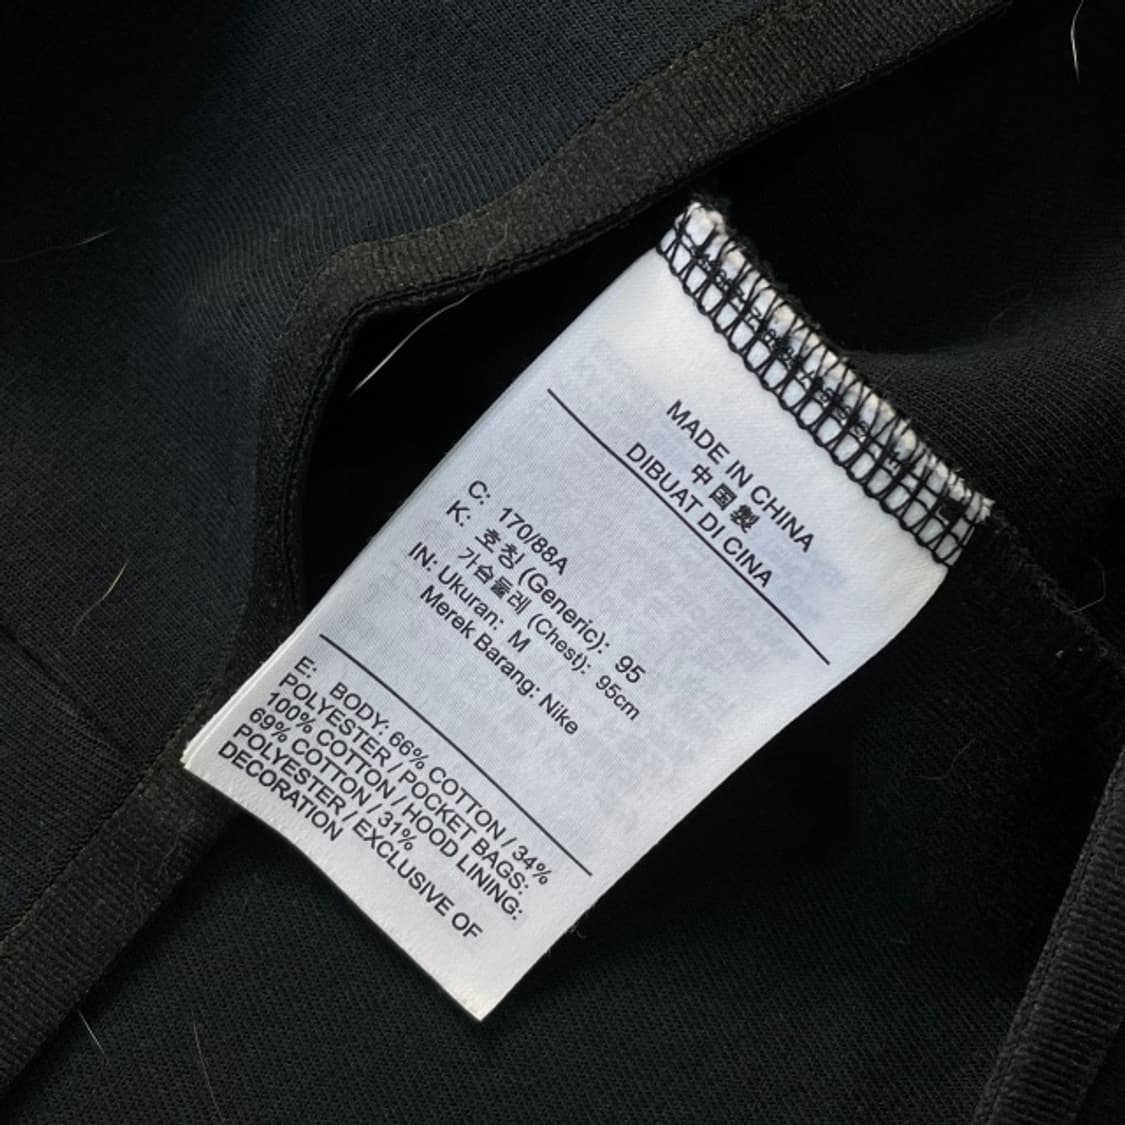 MADE IN CHINA
中国製
DIBUAT DI CINA
C: 170/88A
K: 호칭 (Generic): 95
가슴둘레 (Chest): 95cm
IN: Ukuran: M
Merek Barang: Nike
E: BODY: 66% COTTON / 34%
POLYESTER / POCKET BAGS:
100% COTTON / HOOD LINING:
69% COTTON / 31%
POLYESTER / EXCLUSIVE OF
DECORATION